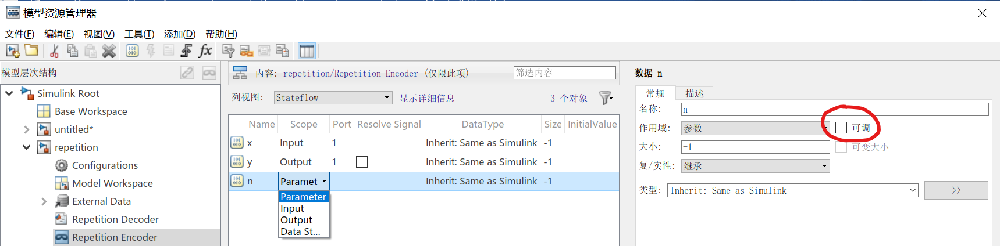 模型资源管理器
文件(F) 编辑(E) 视图(V) 工具(T) 添加(D) 帮助(H)
模型层次结构
Simulink Root
Base Workspace
untitled*
repetition
Configurations
Model Workspace
External Data
Repetition Decoder
Repetition Encoder
内容: repetition/Repetition Encoder (仅限此项)
筛选内容
列视图: Stateflow 显示详细信息 3 个对象
Name Scope Port Resolve Signal DataType Size InitialValue
x Input 1 Inherit: Same as Simulink -1
y Output 1 Inherit: Same as Simulink -1
n Paramet Inherit: Same as Simulink -1
Parameter
Input
Output
Data St...
数据 n
常规 描述
名称: n
作用域: 参数 可调
大小: -1 可变大小
复/实性: 继承
类型: Inherit: Same as Simulink >>